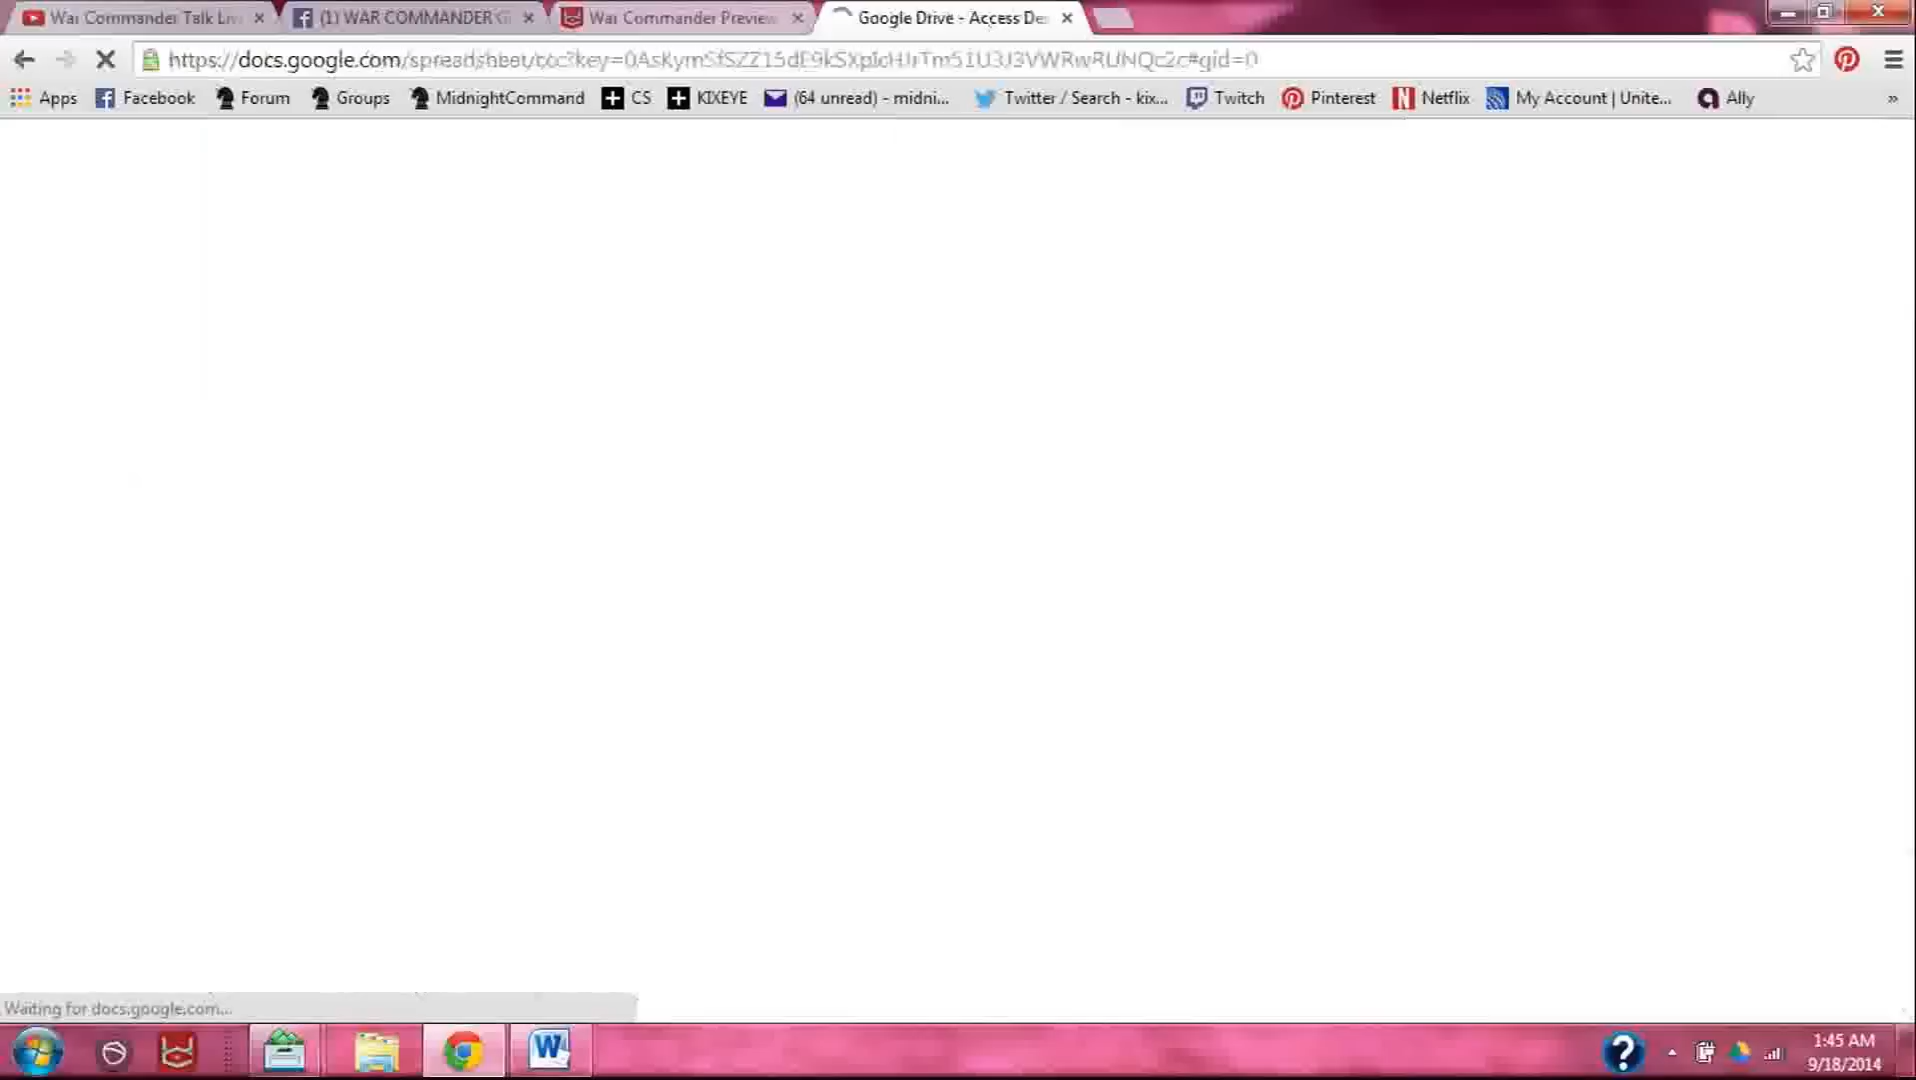 War Commander Talk Liv
(1) WAR COMMANDER G
War Commander Preview
Google Drive - Access De
https://docs.google.com/spreadsheet/ccc?key=
#gid=0
Apps
Facebook
Forum
Groups
MidnightCommand
CS
KIXEYE
(64 unread) - midni...
Twitter / Search - kix...
Twitch
Pinterest
Netflix
My Account | Unite...
Ally
»
Waiting for docs.google.com...
1:45 AM
9/18/2014